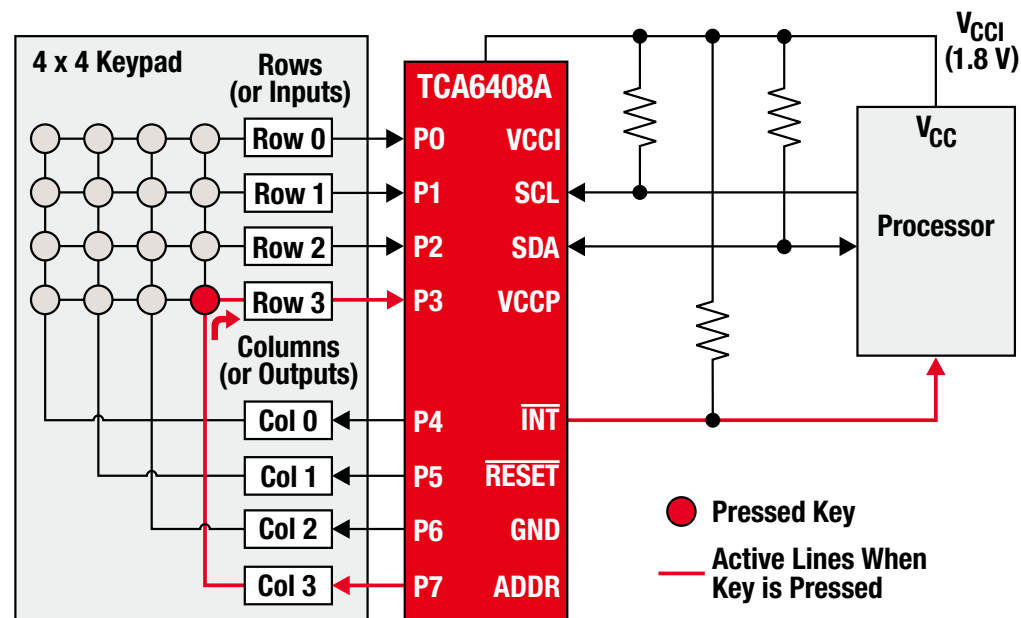 4 x 4 Keypad
Rows
(or Inputs)
Row 0
Row 1
Row 2
Row 3
Columns
(or Outputs)
Col 0
Col 1
Col 2
Col 3
TCA6408A
P0 VCCI
P1 SCL
P2 SDA
P3 VCCP
P4 INT
P5 RESET
P6 GND
P7 ADDR
VCCI
(1.8 V)
VCC
Processor
Pressed Key
Active Lines When
Key is Pressed